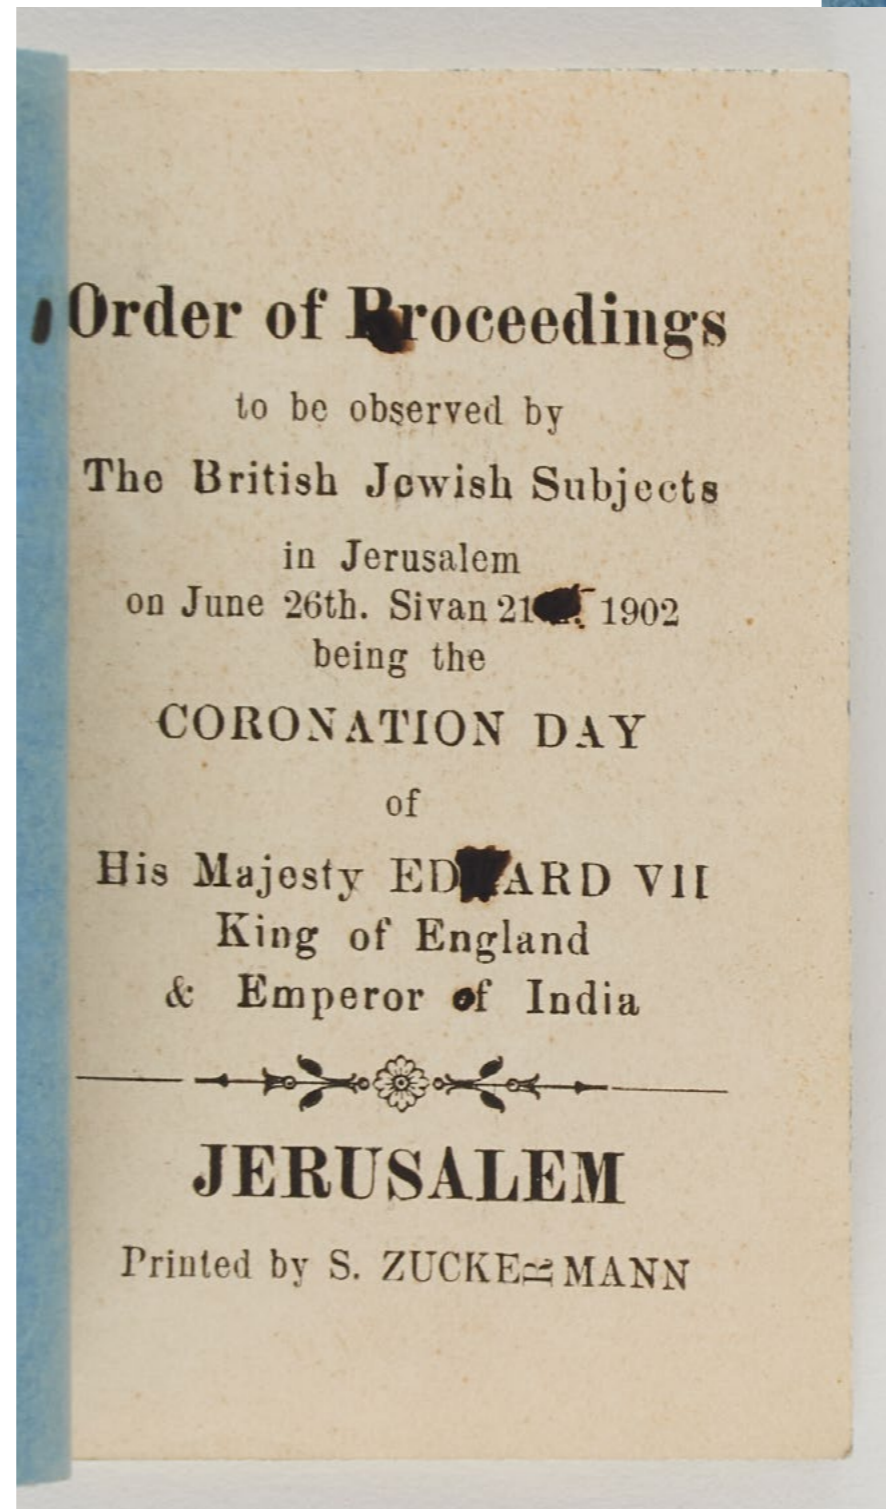 Order of Proceedings
to be observed by
The British Jewish Subjects
in Jerusalem
on June 26th. Sivan 21 1902
being the
CORONATION DAY
of
His Majesty EDWARD VII
King of England
& Emperor of India
JERUSALEM
Printed by S. ZUCKERMANN